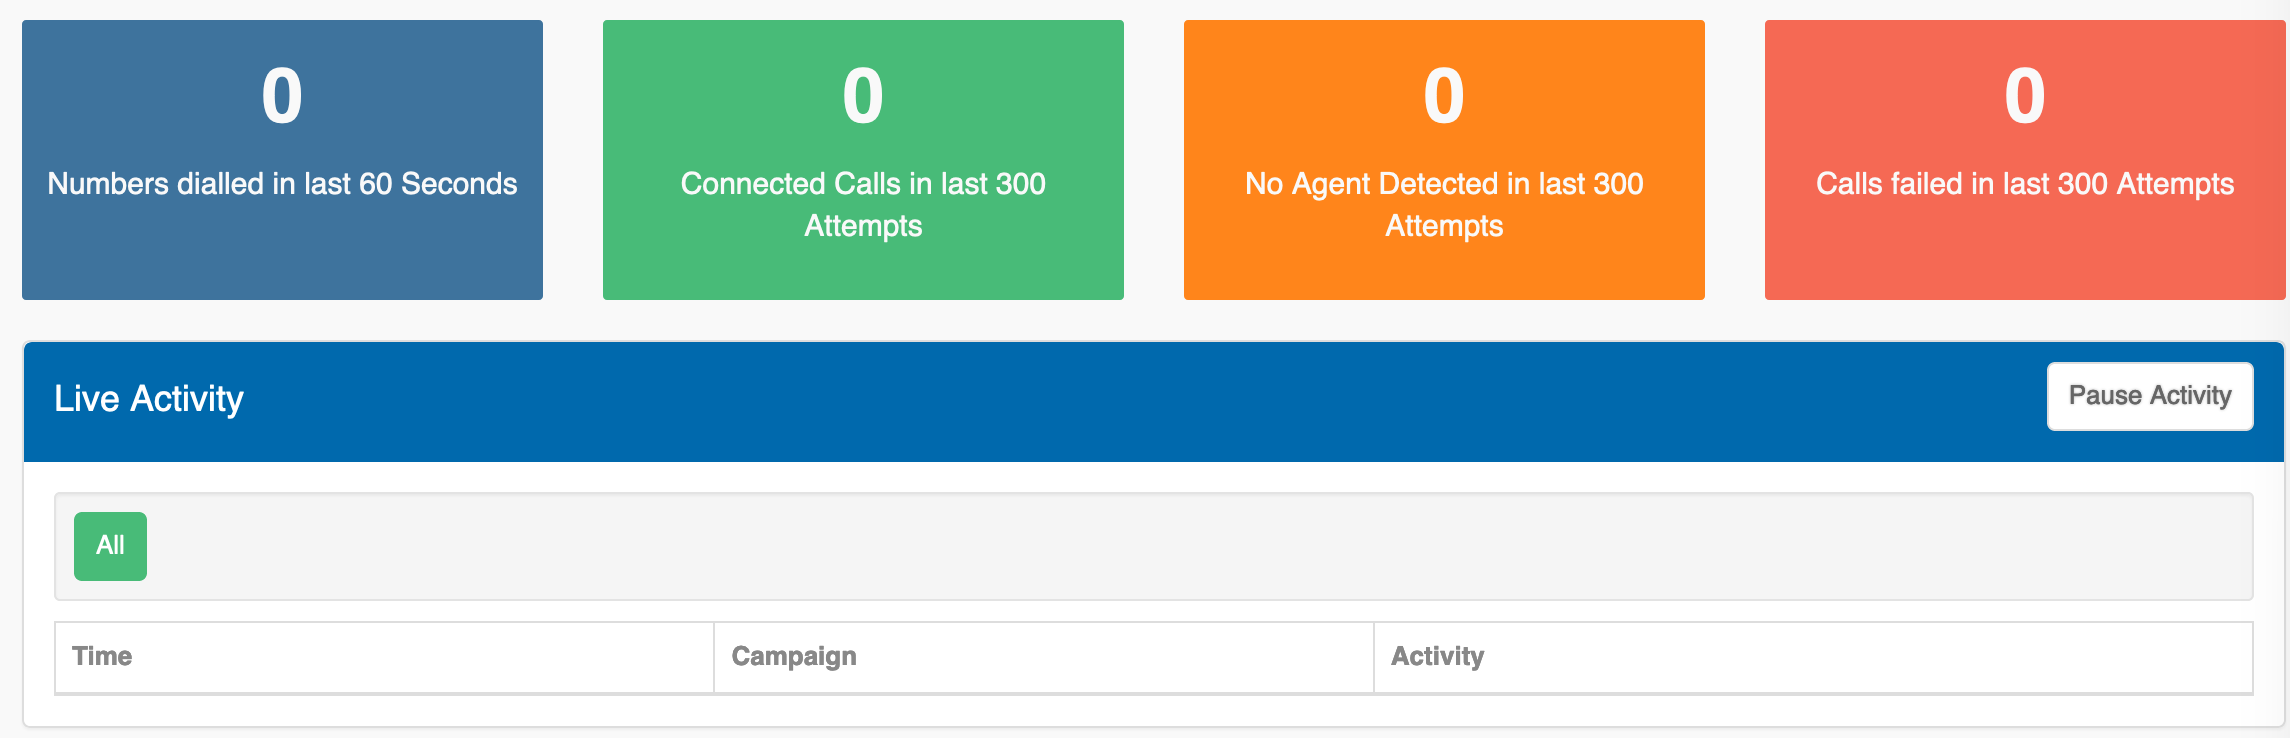 0
Numbers dialled in last 60 Seconds
0
Connected Calls in last 300
Attempts
0
No Agent Detected in last 300
Attempts
0
Calls failed in last 300 Attempts
Live Activity
Pause Activity
All
Time
Campaign
Activity